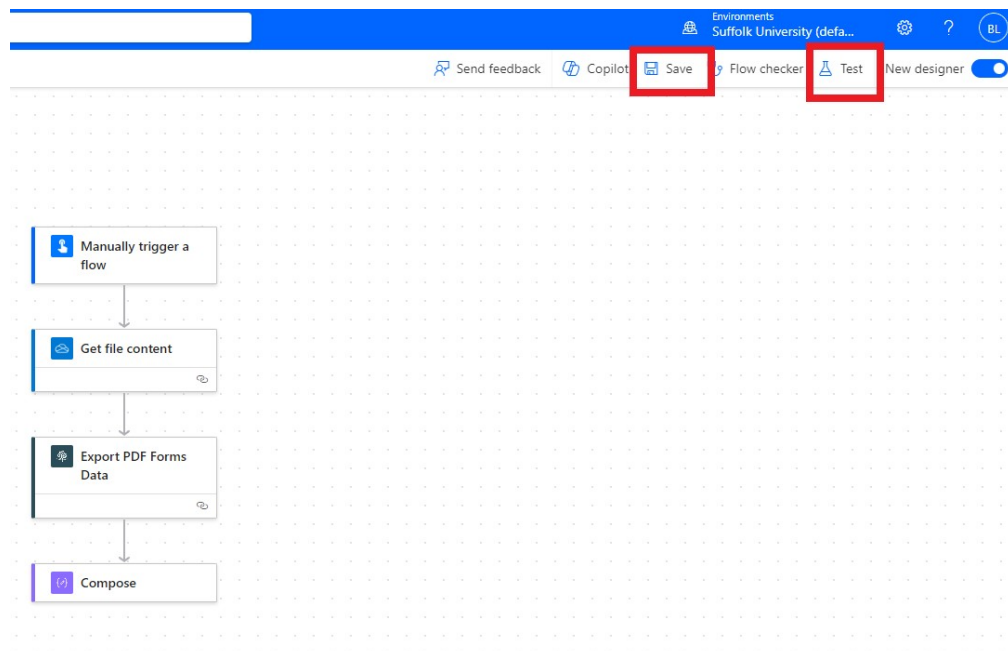 Environments
Suffolk University (defa...
?
BL
Send feedback
Copilot
Save
Flow checker
Test
New designer
Manually trigger a
flow
Get file content
Export PDF Forms
Data
Compose